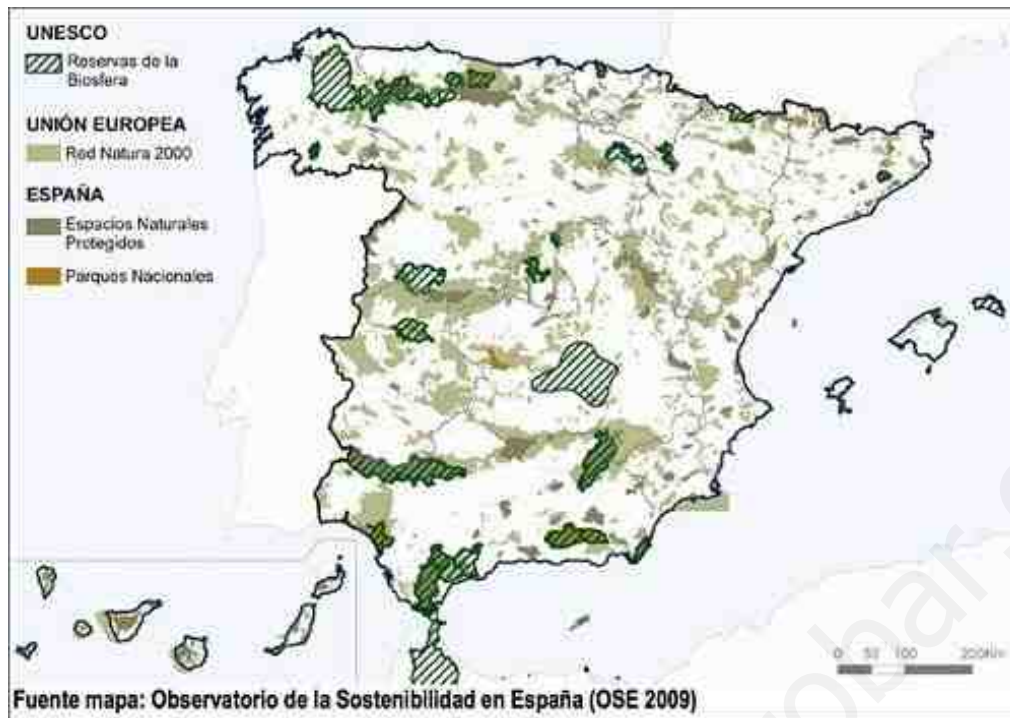 UNESCO
Reservas de la
Biosfera
UNIÓN EUROPEA
Red Natura 2000
ESPAÑA
Espacios Naturales
Protegidos
Parques Nacionales
0 50 100 200Km
Fuente mapa: Observatorio de la Sostenibilidad en España (OSE 2009)